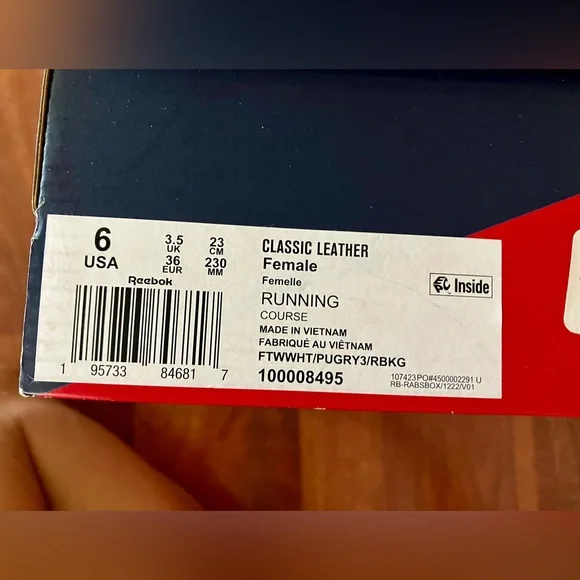 6 USA
3.5 UK
36 EUR
23 CM
230 MM
Reebok
1 95733 84681 7
CLASSIC LEATHER
Female
Femelle
RUNNING
COURSE
MADE IN VIETNAM
FABRIQUÉ AU VIÊTNAM
FTWWHT/PUGRY3/RBKG
100008495
Inside
107423 PO#4500002291 U
RB-RABSBOX/1222/V01